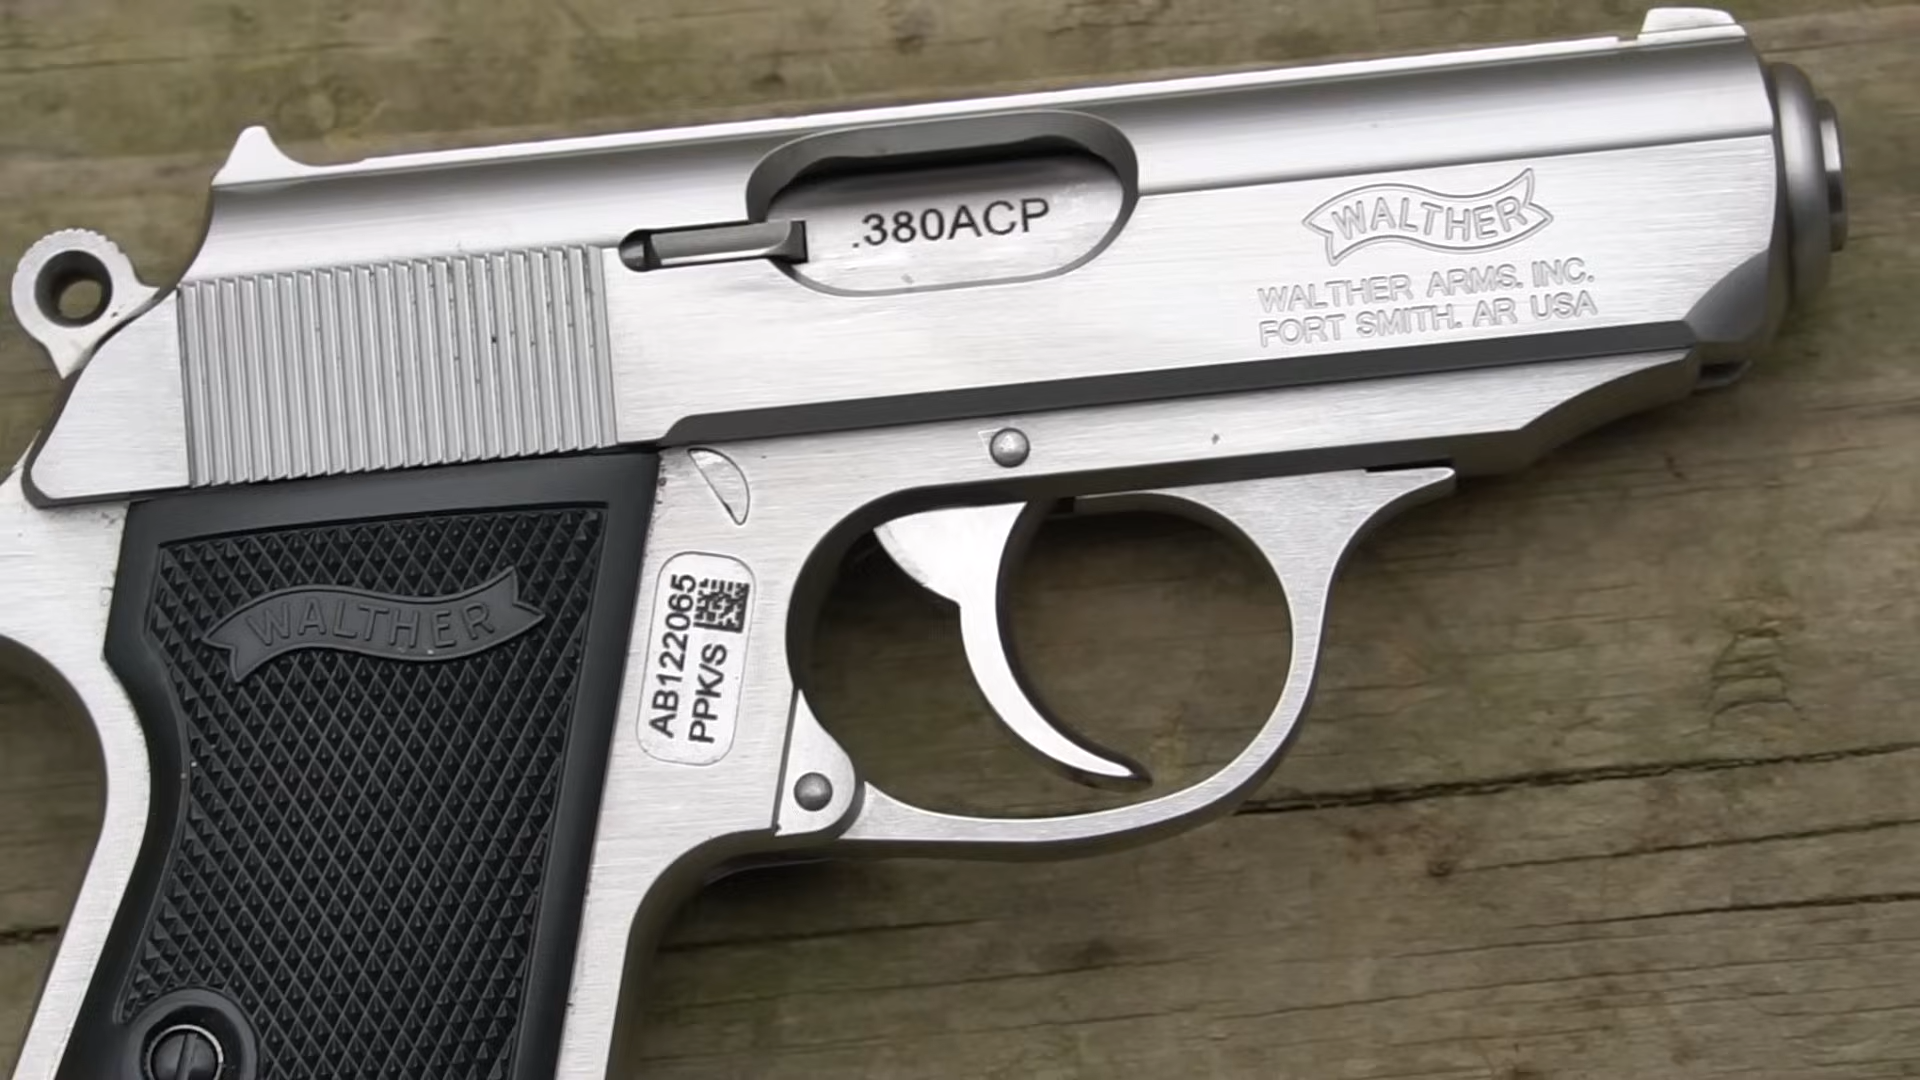 .380ACP
WALTHER
WALTHER ARMS. INC.
FORT SMITH. AR USA
WALTHER
AB122065
PPK/S